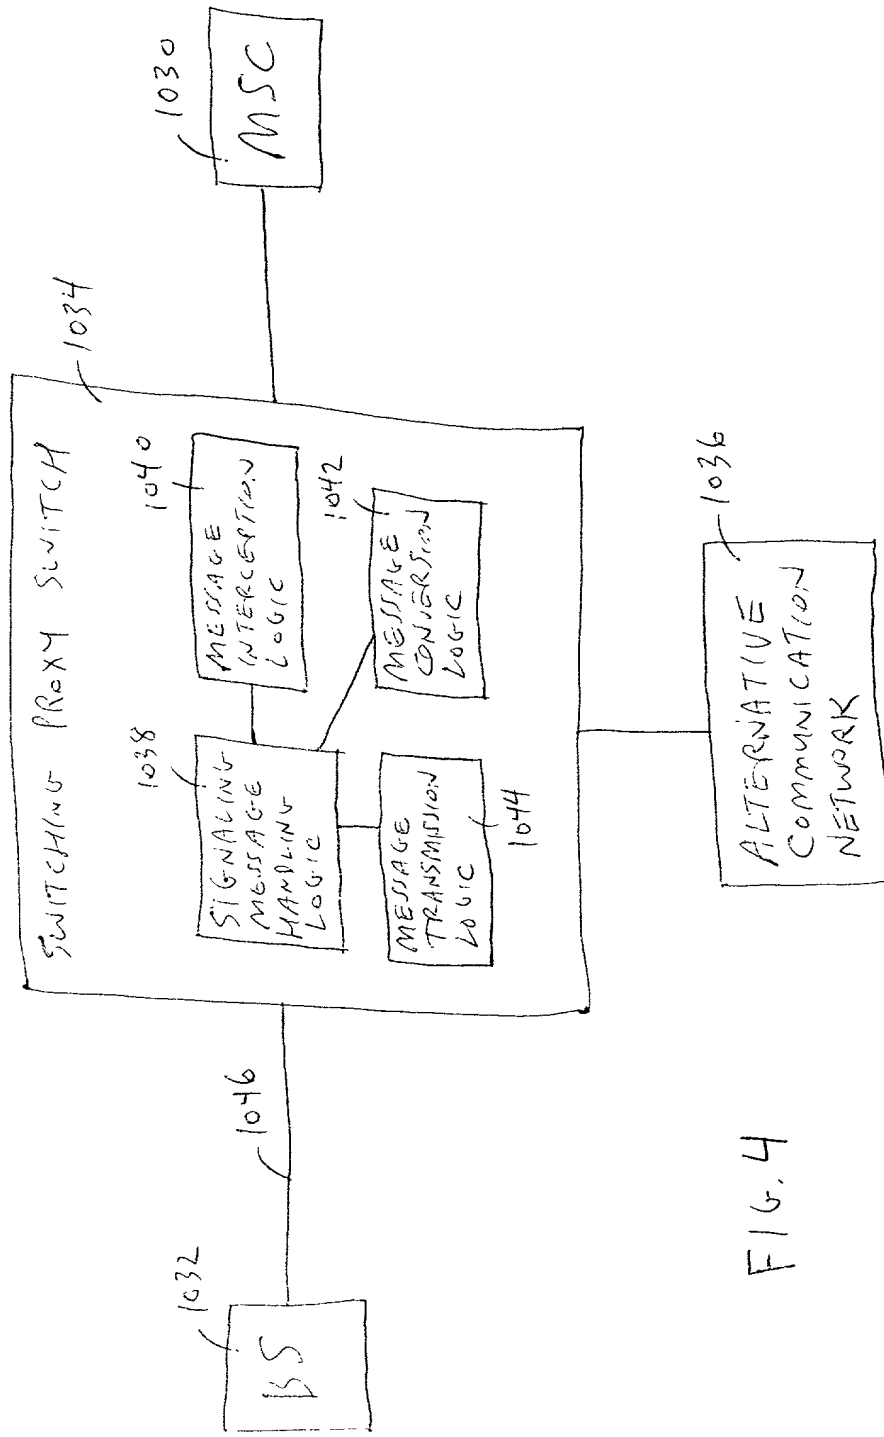 SWITCHING PROXY SWITCH
1034
BS
1032
1046
SIGNALING
MESSAGE
HANDLING
LOGIC
1038
MESSAGE
INTERCEPTION
LOGIC
1040
MESSAGE
TRANSMISSION
LOGIC
1044
MESSAGE
CONVERSION
LOGIC
1042
MSC
1030
ALTERNATIVE
COMMUNICATION
NETWORK
1036
FIG. 4